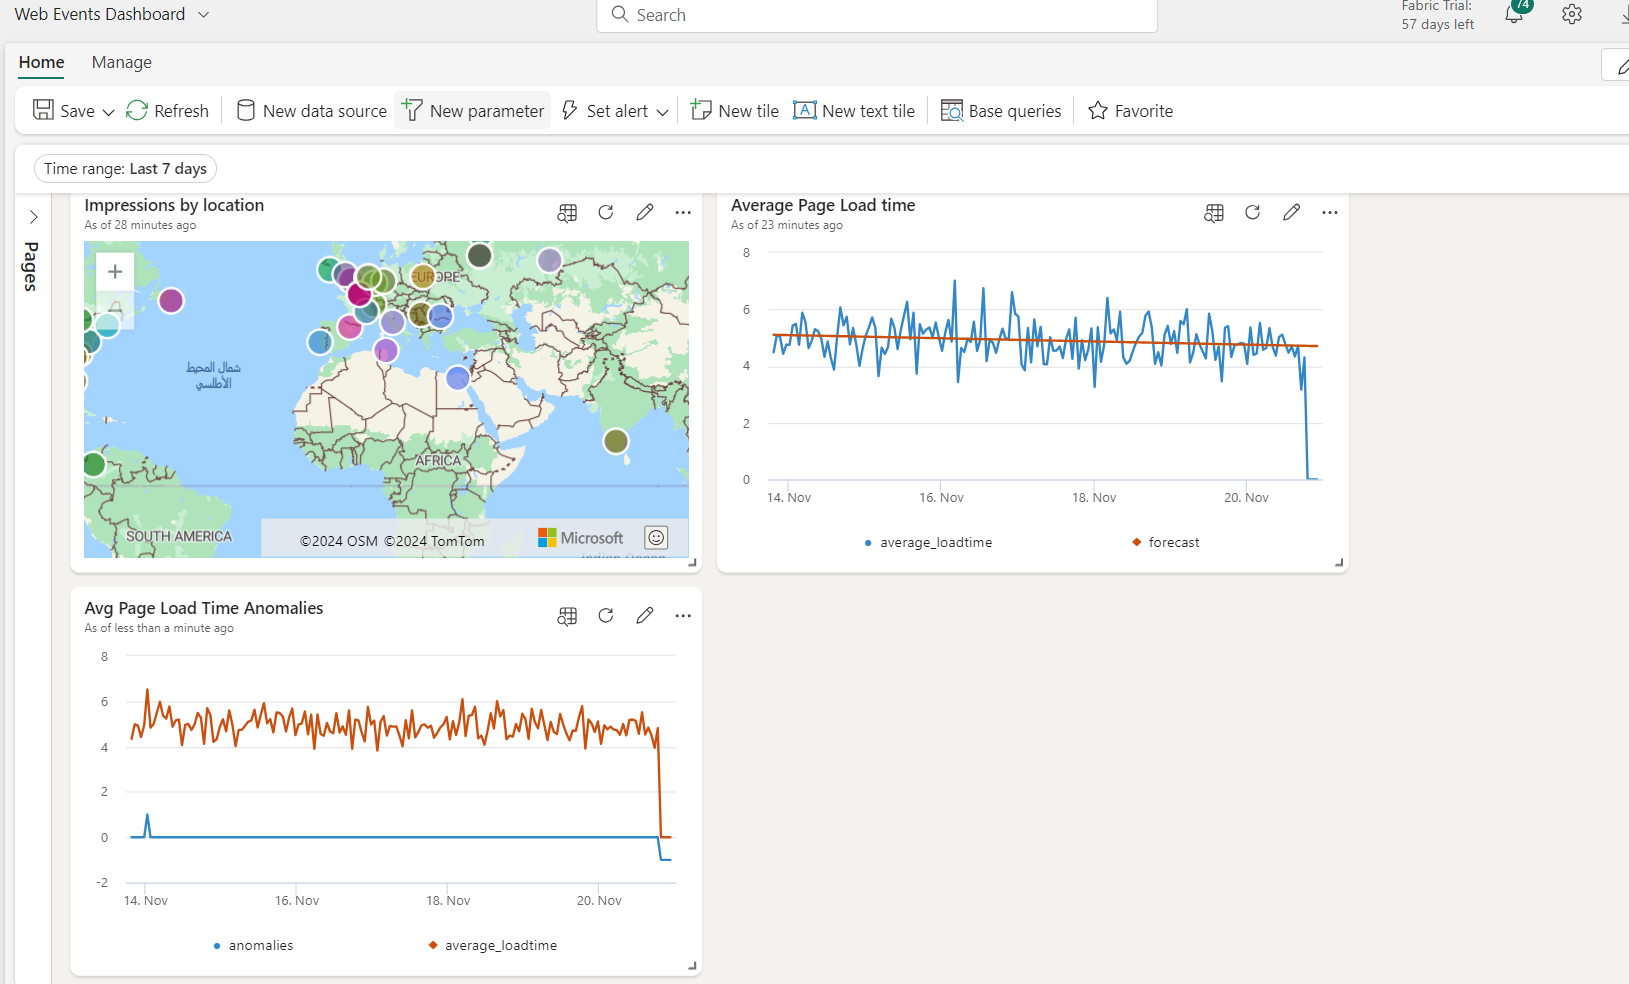 Web Events Dashboard
Search
Fabric Trial:
57 days left
74
Home
Manage
Save
Refresh
New data source
New parameter
Set alert
New tile
New text tile
Base queries
Favorite
Time range: Last 7 days
Pages
Impressions by location
As of 28 minutes ago
EUROPE
شمال المحيط
الأطلسي
AFRICA
SOUTH AMERICA
©2024 OSM ©2024 TomTom
Microsoft
Indian Ocean
Average Page Load time
As of 23 minutes ago
8
6
4
2
0
14. Nov
16. Nov
18. Nov
20. Nov
average_loadtime
forecast
Avg Page Load Time Anomalies
As of less than a minute ago
8
6
4
2
0
-2
14. Nov
16. Nov
18. Nov
20. Nov
anomalies
average_loadtime